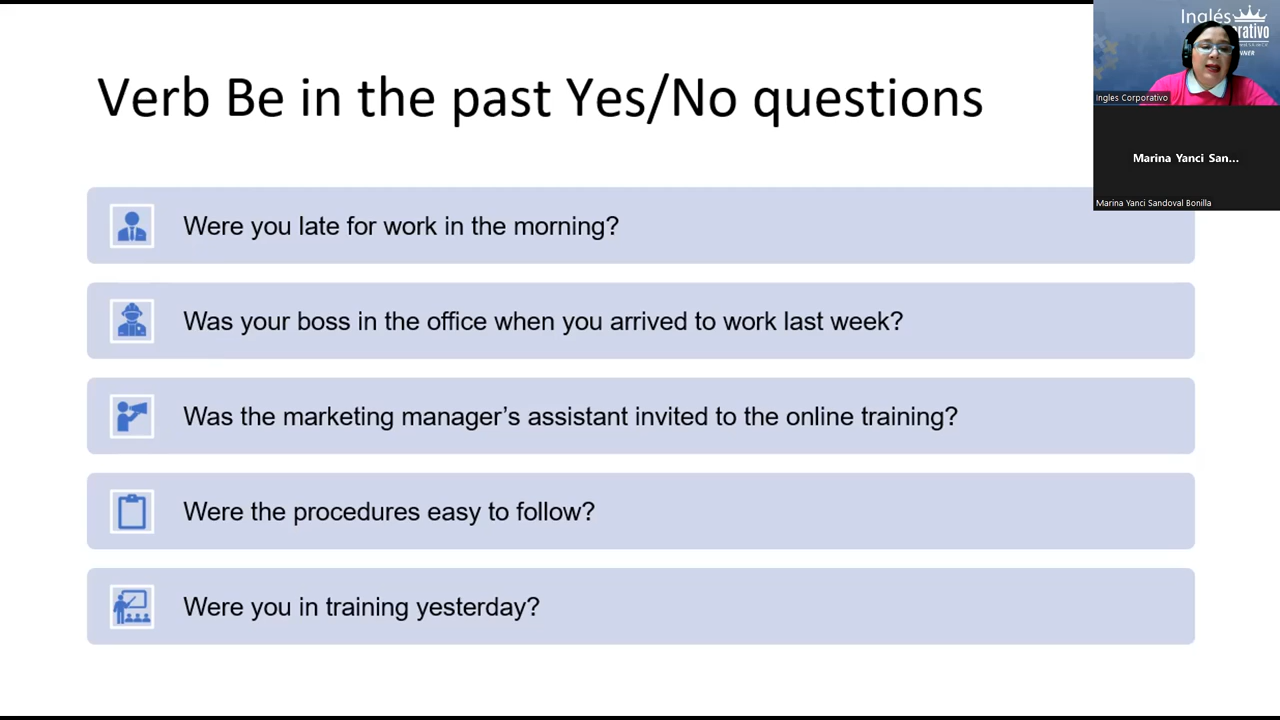 Verb Be in the past Yes/No questions
Were you late for work in the morning?
Was your boss in the office when you arrived to work last week?
Was the marketing manager’s assistant invited to the online training?
Were the procedures easy to follow?
Were you in training yesterday?
Inglés
Ingles Corporativo
Marina Yanci San...
Marina Yanci Sandoval Bonilla